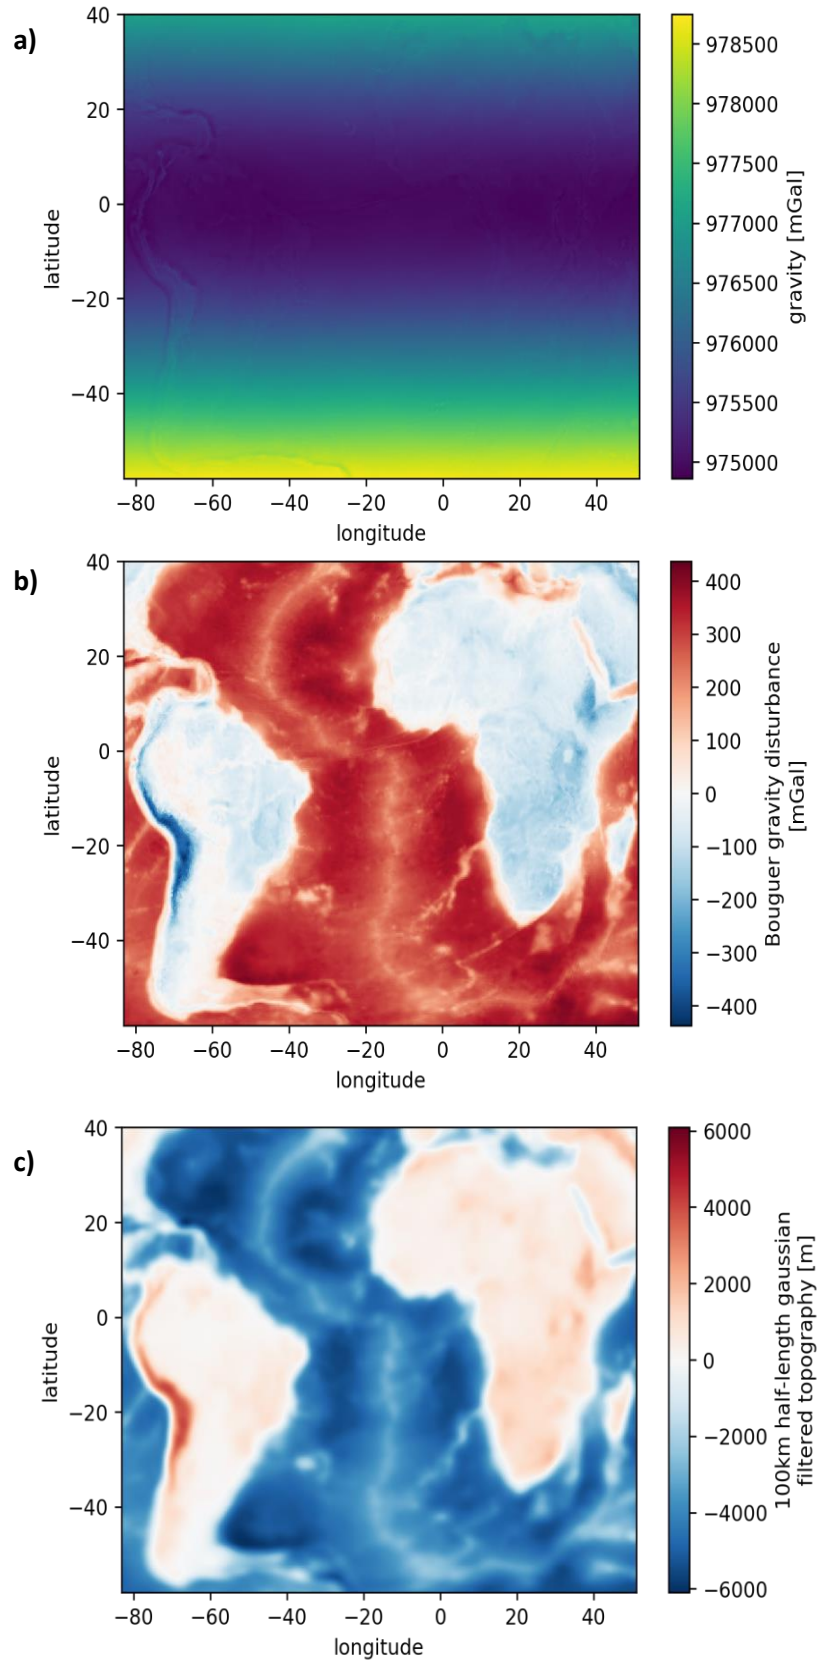 a)
40
20
0
−20
−40
latitude
−80 −60 −40 −20 0 20 40
longitude
978500
978000
977500
977000
976500
976000
975500
975000
gravity [mGal]
b)
40
20
0
−20
−40
latitude
−80 −60 −40 −20 0 20 40
longitude
400
300
200
100
0
−100
−200
−300
−400
Bouguer gravity disturbance
[mGal]
c)
40
20
0
−20
−40
latitude
−80 −60 −40 −20 0 20 40
longitude
6000
4000
2000
0
−2000
−4000
−6000
100km half-length gaussian
filtered topography [m]